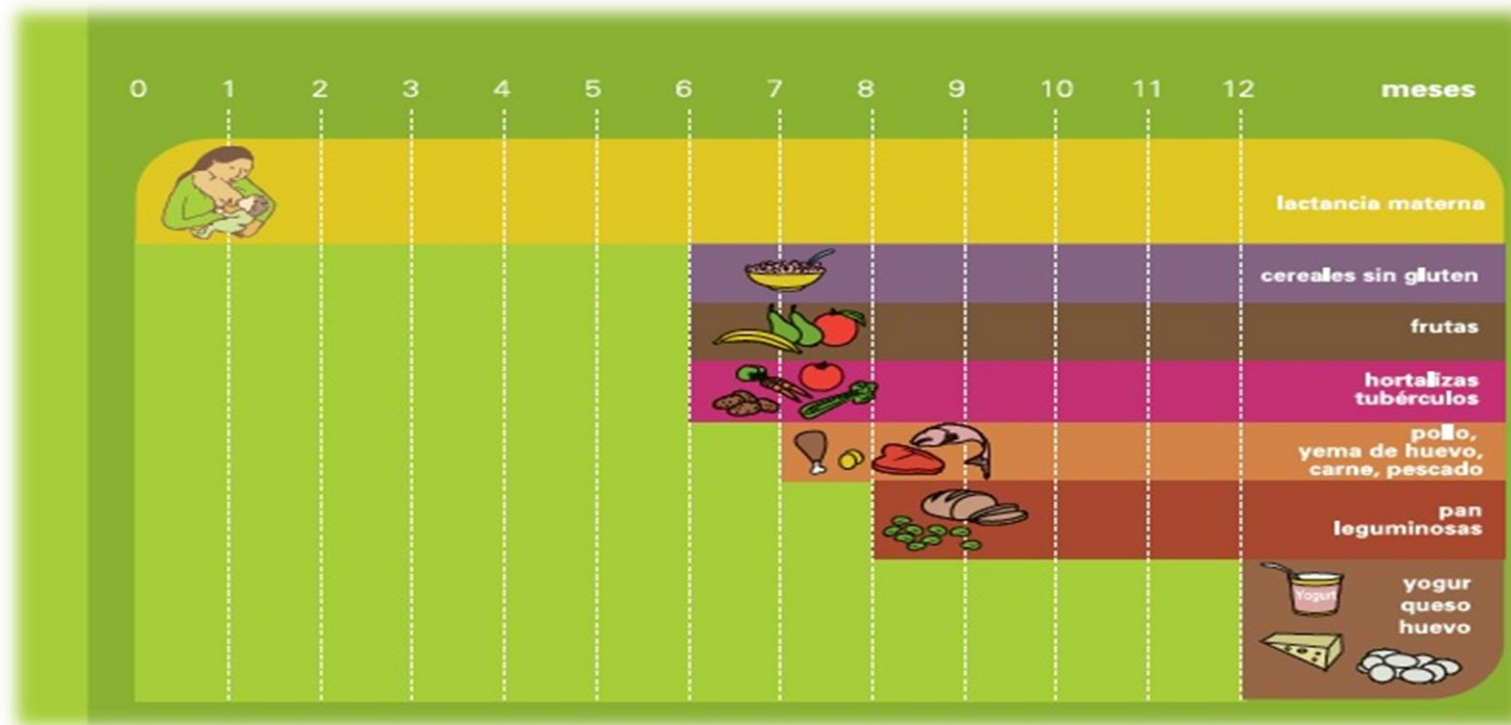 0 1 2 3 4 5 6 7 8 9 10 11 12 meses
lactancia materna
cereales sin gluten
frutas
hortalizas
tubérculos
pollo,
yema de huevo,
carne, pescado
pan
leguminosas
Yogurt
yogur
queso
huevo